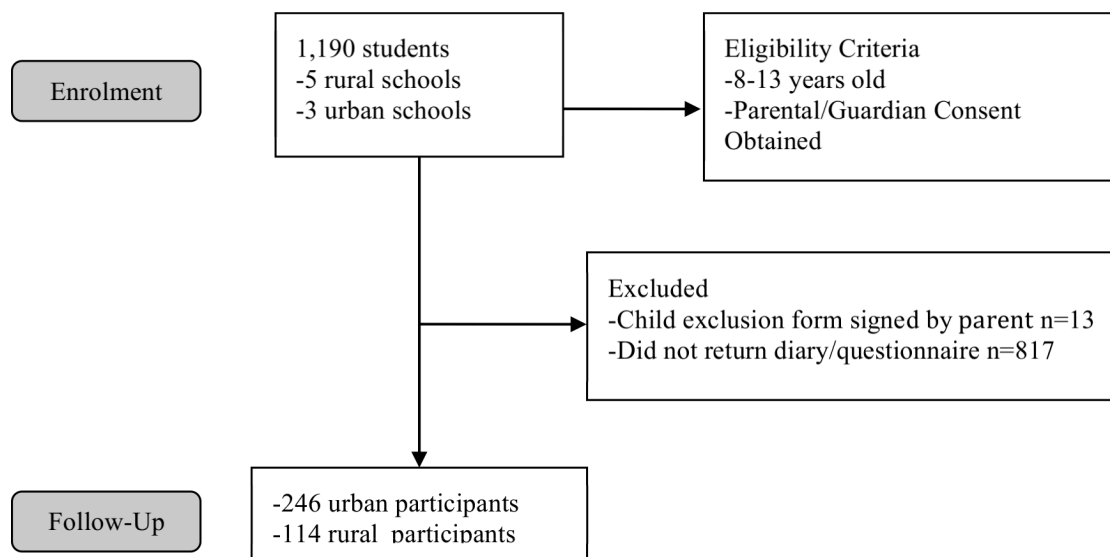 1,190 students
-5 rural schools
-3 urban schools
Eligibility Criteria
-8-13 years old
-Parental/Guardian Consent
Obtained
Enrolment
Excluded
-Child exclusion form signed by parent n=13
-Did not return diary/questionnaire n=817
-246 urban participants
-114 rural participants
Follow-Up